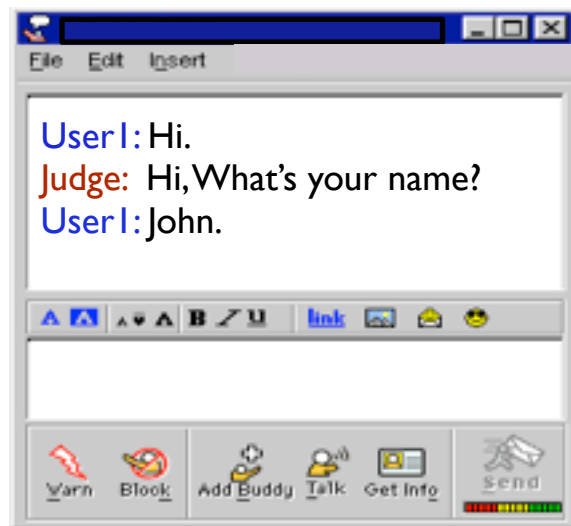 File Edit Insert
User1: Hi.
Judge: Hi, What's your name?
User1: John.
A A A A B I U link
Warn Block Add Buddy Talk Get Info Send